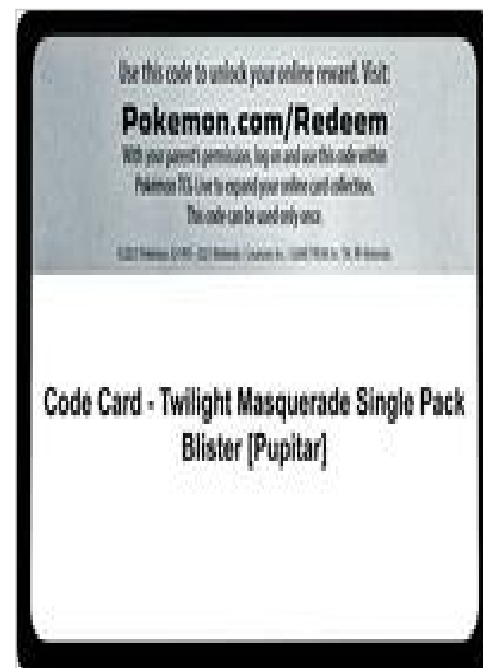 Use this code to unlock your online reward. Visit:
Pokemon.com/Redeem
With your parent's permission, log on and use this code within
Pokémon TCG Live to expand your online card collection.
This code can be used only once.
Code Card - Twilight Masquerade Single Pack
Blister [Pupitar]